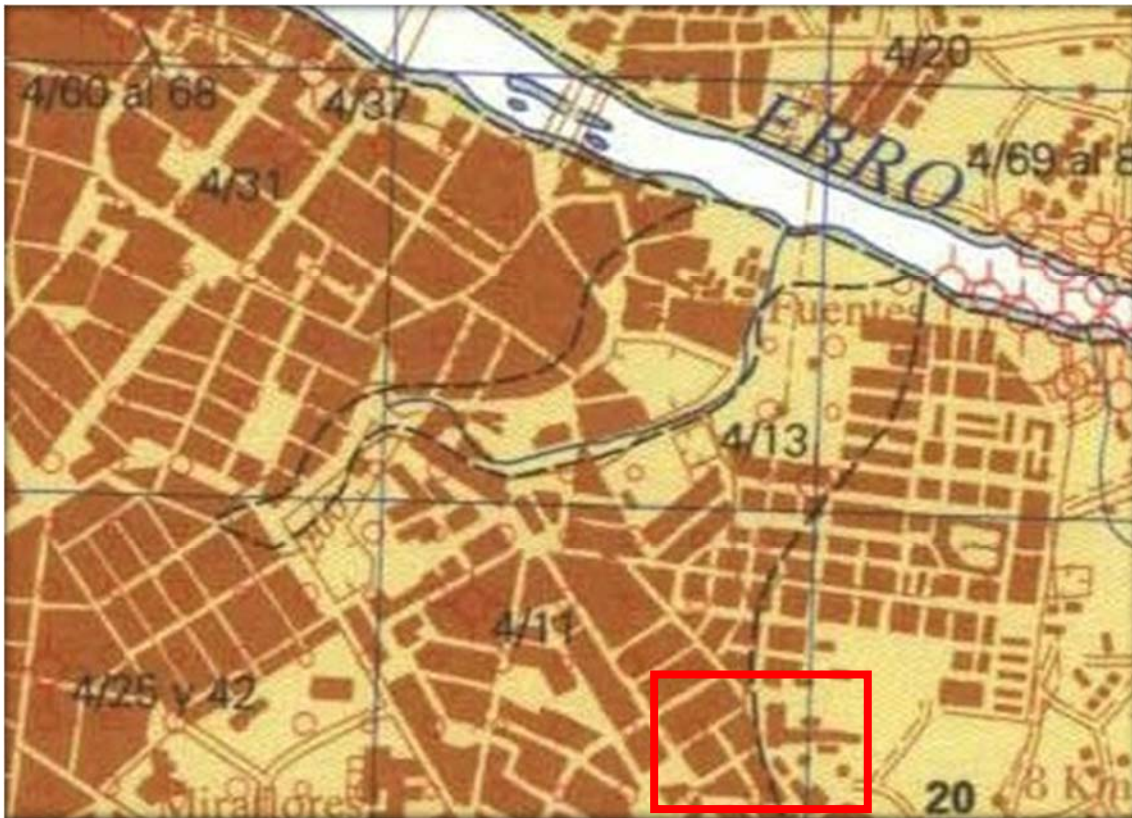 4/20
4/60 al 68
4/37
EBRO
4/69 al 8
4/31
Fuentes
4/13
4/11
4/25 y 42
20
8 Km
Miraflores